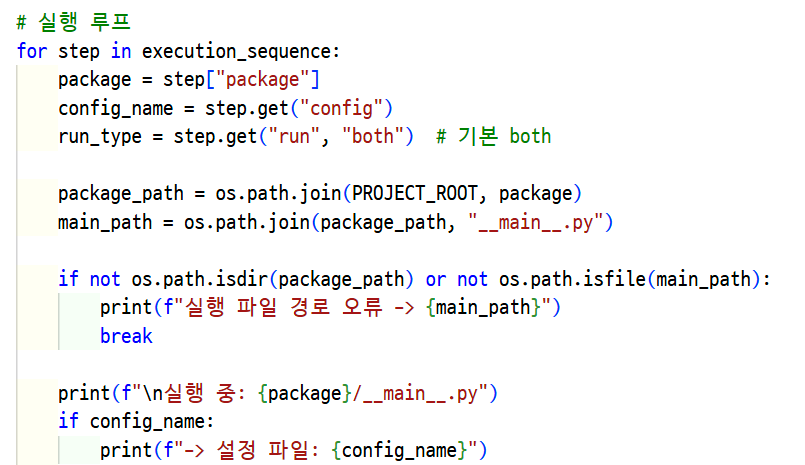 # 실행 루프
for step in execution_sequence:
    package = step["package"]
    config_name = step.get("config")
    run_type = step.get("run", "both")  # 기본 both
    package_path = os.path.join(PROJECT_ROOT, package)
    main_path = os.path.join(package_path, "__main__.py")
    if not os.path.isdir(package_path) or not os.path.isfile(main_path):
        print(f"실행 파일 경로 오류 -> {main_path}")
        break
    print(f"\n실행 중: {package}/__main__.py")
    if config_name:
        print(f"-> 설정 파일: {config_name}")